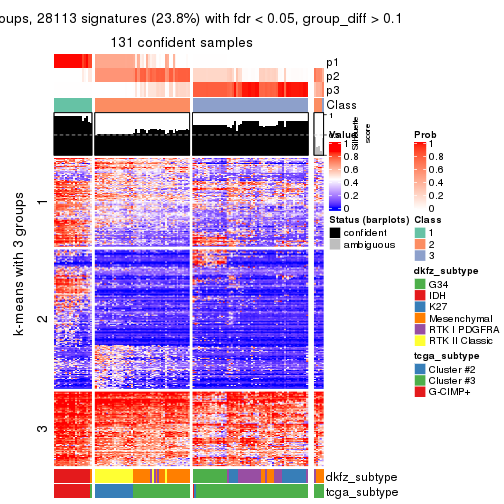 oups, 28113 signatures (23.8%) with fdr < 0.05, group_diff > 0.1
131 confident samples
p1
p2
p3
Class
1
Silhouette
score
k-means with 3 groups
1
2
3
Value
1
0.8
0.6
0.4
0.2
0
Status (barplots)
confident
ambiguous
Prob
1
0.8
0.6
0.4
0.2
0
Class
1
2
3
dkfz_subtype
G34
IDH
K27
Mesenchymal
RTK I PDGFRA
RTK II Classic
tcga_subtype
Cluster #2
Cluster #3
G-CIMP+
dkfz_subtype
tcga_subtype